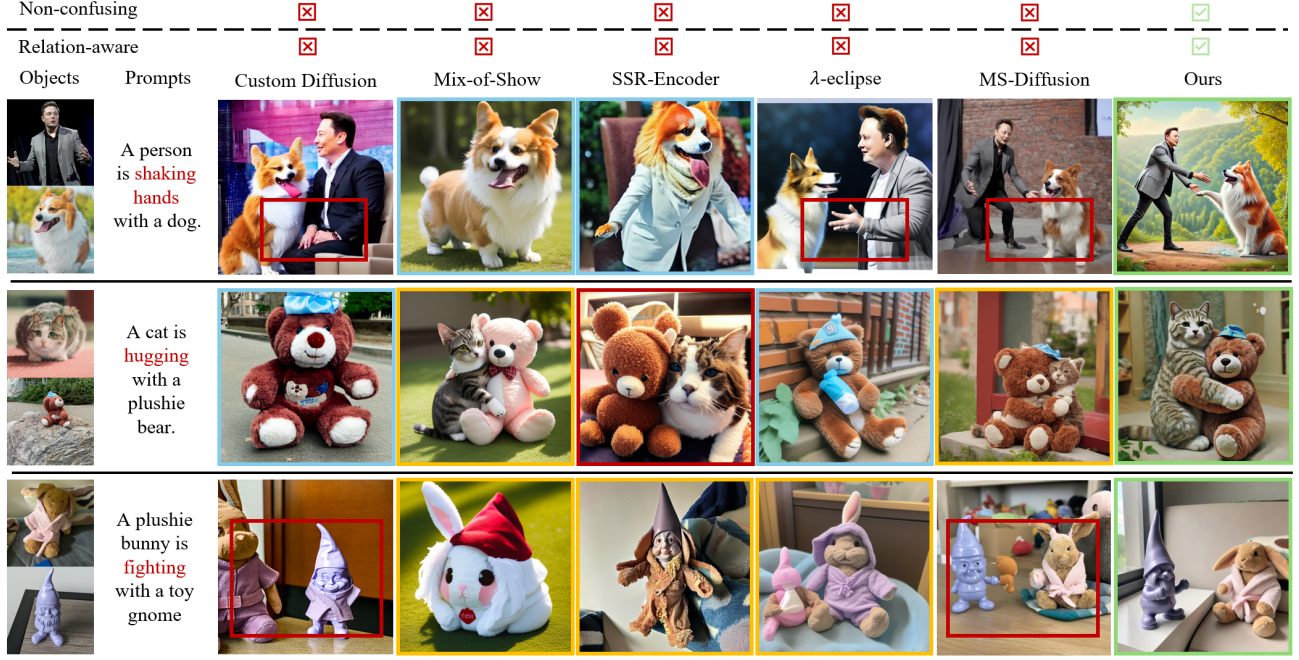 Non-confusing
Relation-aware
Objects Prompts Custom Diffusion Mix-of-Show SSR-Encoder λ-eclipse MS-Diffusion Ours
A person
is shaking
hands
with a dog.
A cat is
hugging
with a
plushie
bear.
A plushie
bunny is
fighting
with a toy
gnome